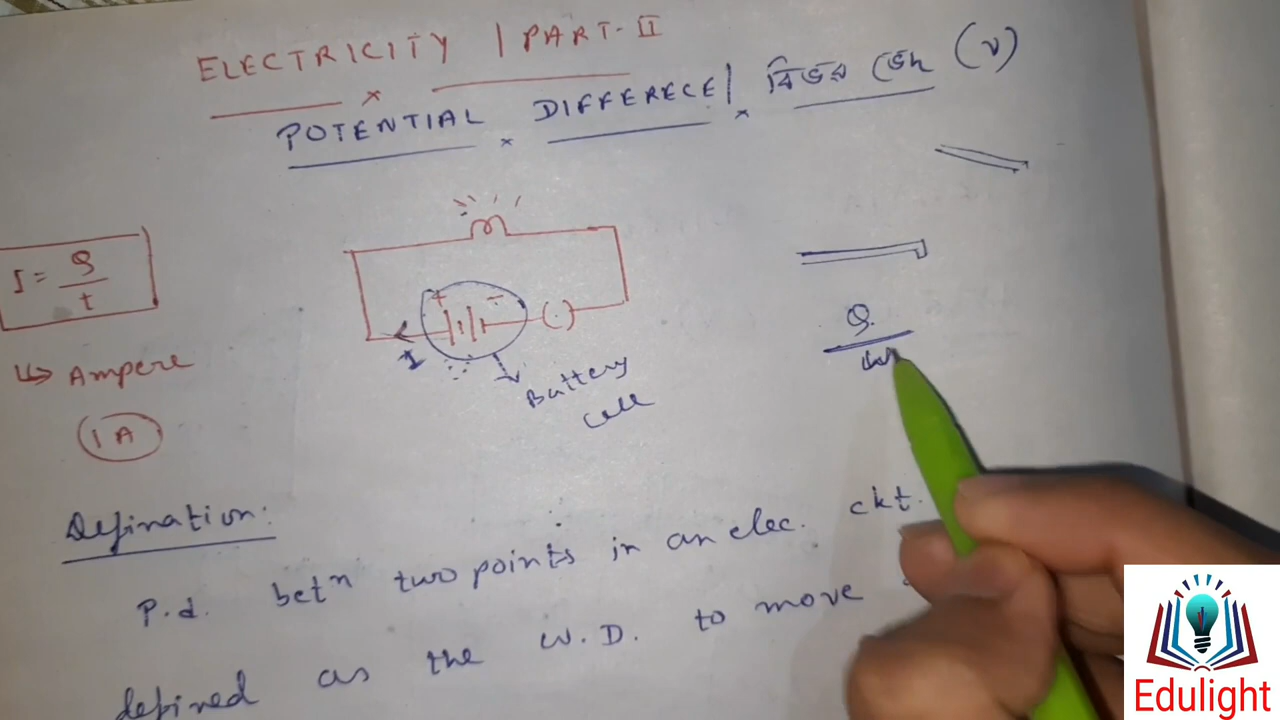 ELECTRICITY | PART-II
POTENTIAL DIFFERECE | বিভব ভেদ (V)
I = Q
t
↳ Ampere
1 A
+ -
I
Battery
cell
Q
W
Defination:
P.d. betn two points in an elec. ckt.
defined as the W.D. to move
Edulight